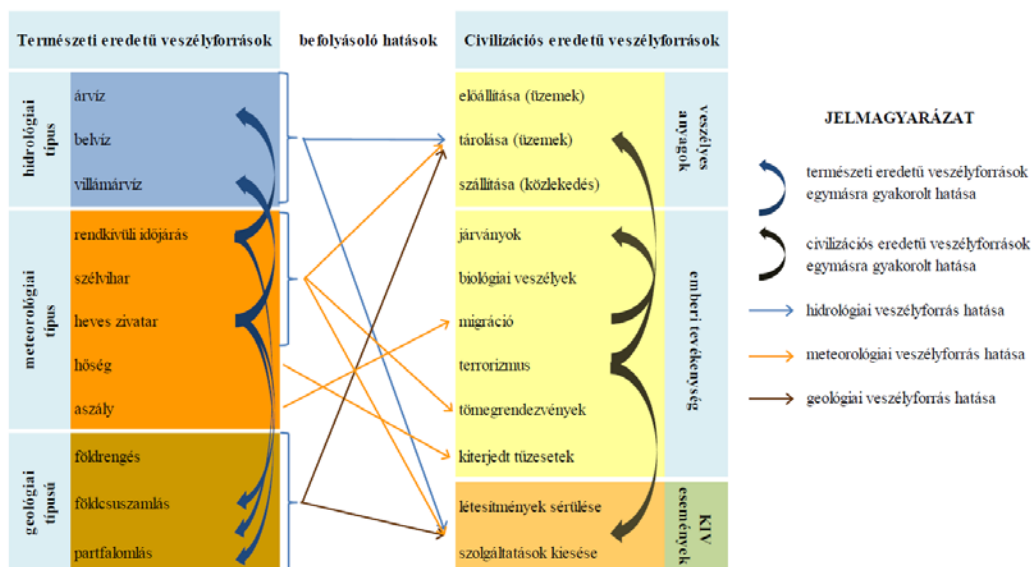 Természeti eredetű veszélyforrások
befolyásoló hatások
Civilizációs eredetű veszélyforrások
hidrológiai
típus
árvíz
belvíz
villámárvíz
meteorológiai
típus
rendkívüli időjárás
szélvihar
heves zivatar
hőség
aszály
geológiai
típusú
földrengés
földcsuszamlás
partfalomlás
előállítása (üzemek)
tárolása (üzemek)
szállítása (közlekedés)
veszélyes
anyagok
járványok
biológiai veszélyek
migráció
terrorizmus
tömegrendezvények
kiterjedt tűzesetek
emberi tevékenység
létesítmények sérülése
szolgáltatások kiesése
KIV
események
JELMAGYARÁZAT
természeti eredetű veszélyforrások
egymásra gyakorolt hatása
civilizációs eredetű veszélyforrások
egymásra gyakorolt hatása
hidrológiai veszélyforrás hatása
meteorológiai veszélyforrás hatása
geológiai veszélyforrás hatása